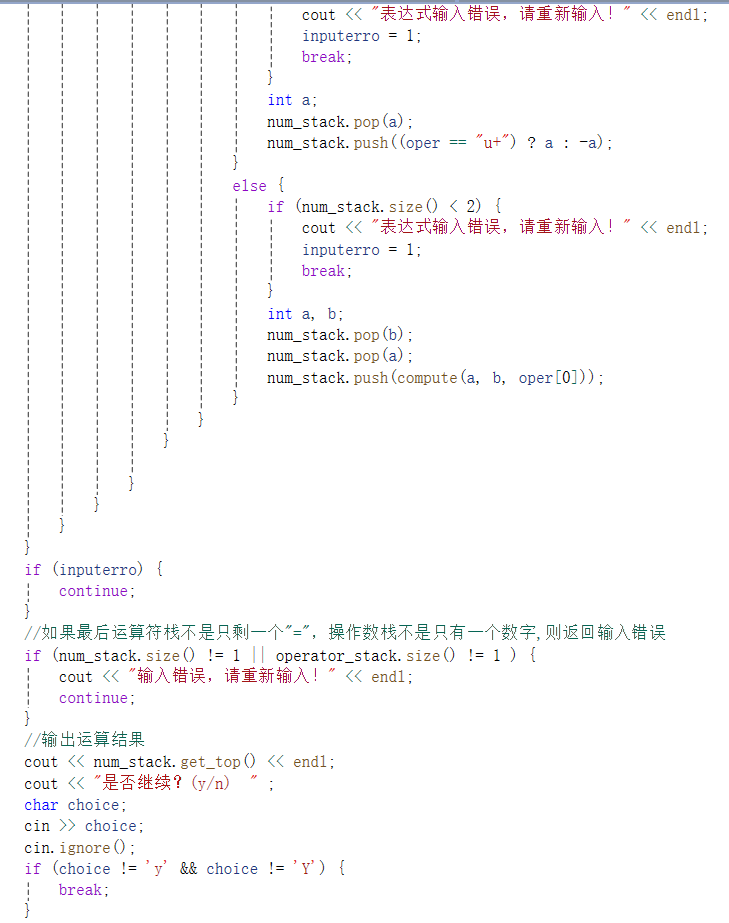 cout << "表达式输入错误，请重新输入！" << endl;
inputerro = 1;
break;
}
int a;
num_stack.pop(a);
num_stack.push((oper == "u+") ? a : -a);
}
else {
if (num_stack.size() < 2) {
cout << "表达式输入错误，请重新输入！" << endl;
inputerro = 1;
break;
}
int a, b;
num_stack.pop(b);
num_stack.pop(a);
num_stack.push(compute(a, b, oper[0]));
}
}
}
}
}
}
}
if (inputerro) {
continue;
}
//如果最后运算符栈不是只剩一个"="，操作数栈不是只有一个数字,则返回输入错误
if (num_stack.size() != 1 || operator_stack.size() != 1 ) {
cout << "输入错误，请重新输入！" << endl;
continue;
}
//输出运算结果
cout << num_stack.get_top() << endl;
cout << "是否继续？(y/n)  " ;
char choice;
cin >> choice;
cin.ignore();
if (choice != 'y' && choice != 'Y') {
break;
}